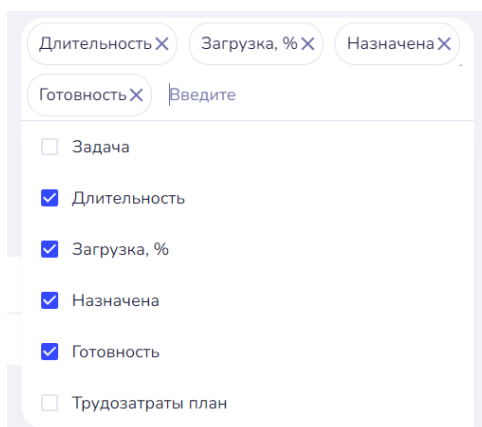 Длительность Загрузка, % Назначена
Готовность Введите
Задача
Длительность
Загрузка, %
Назначена
Готовность
Трудозатраты план